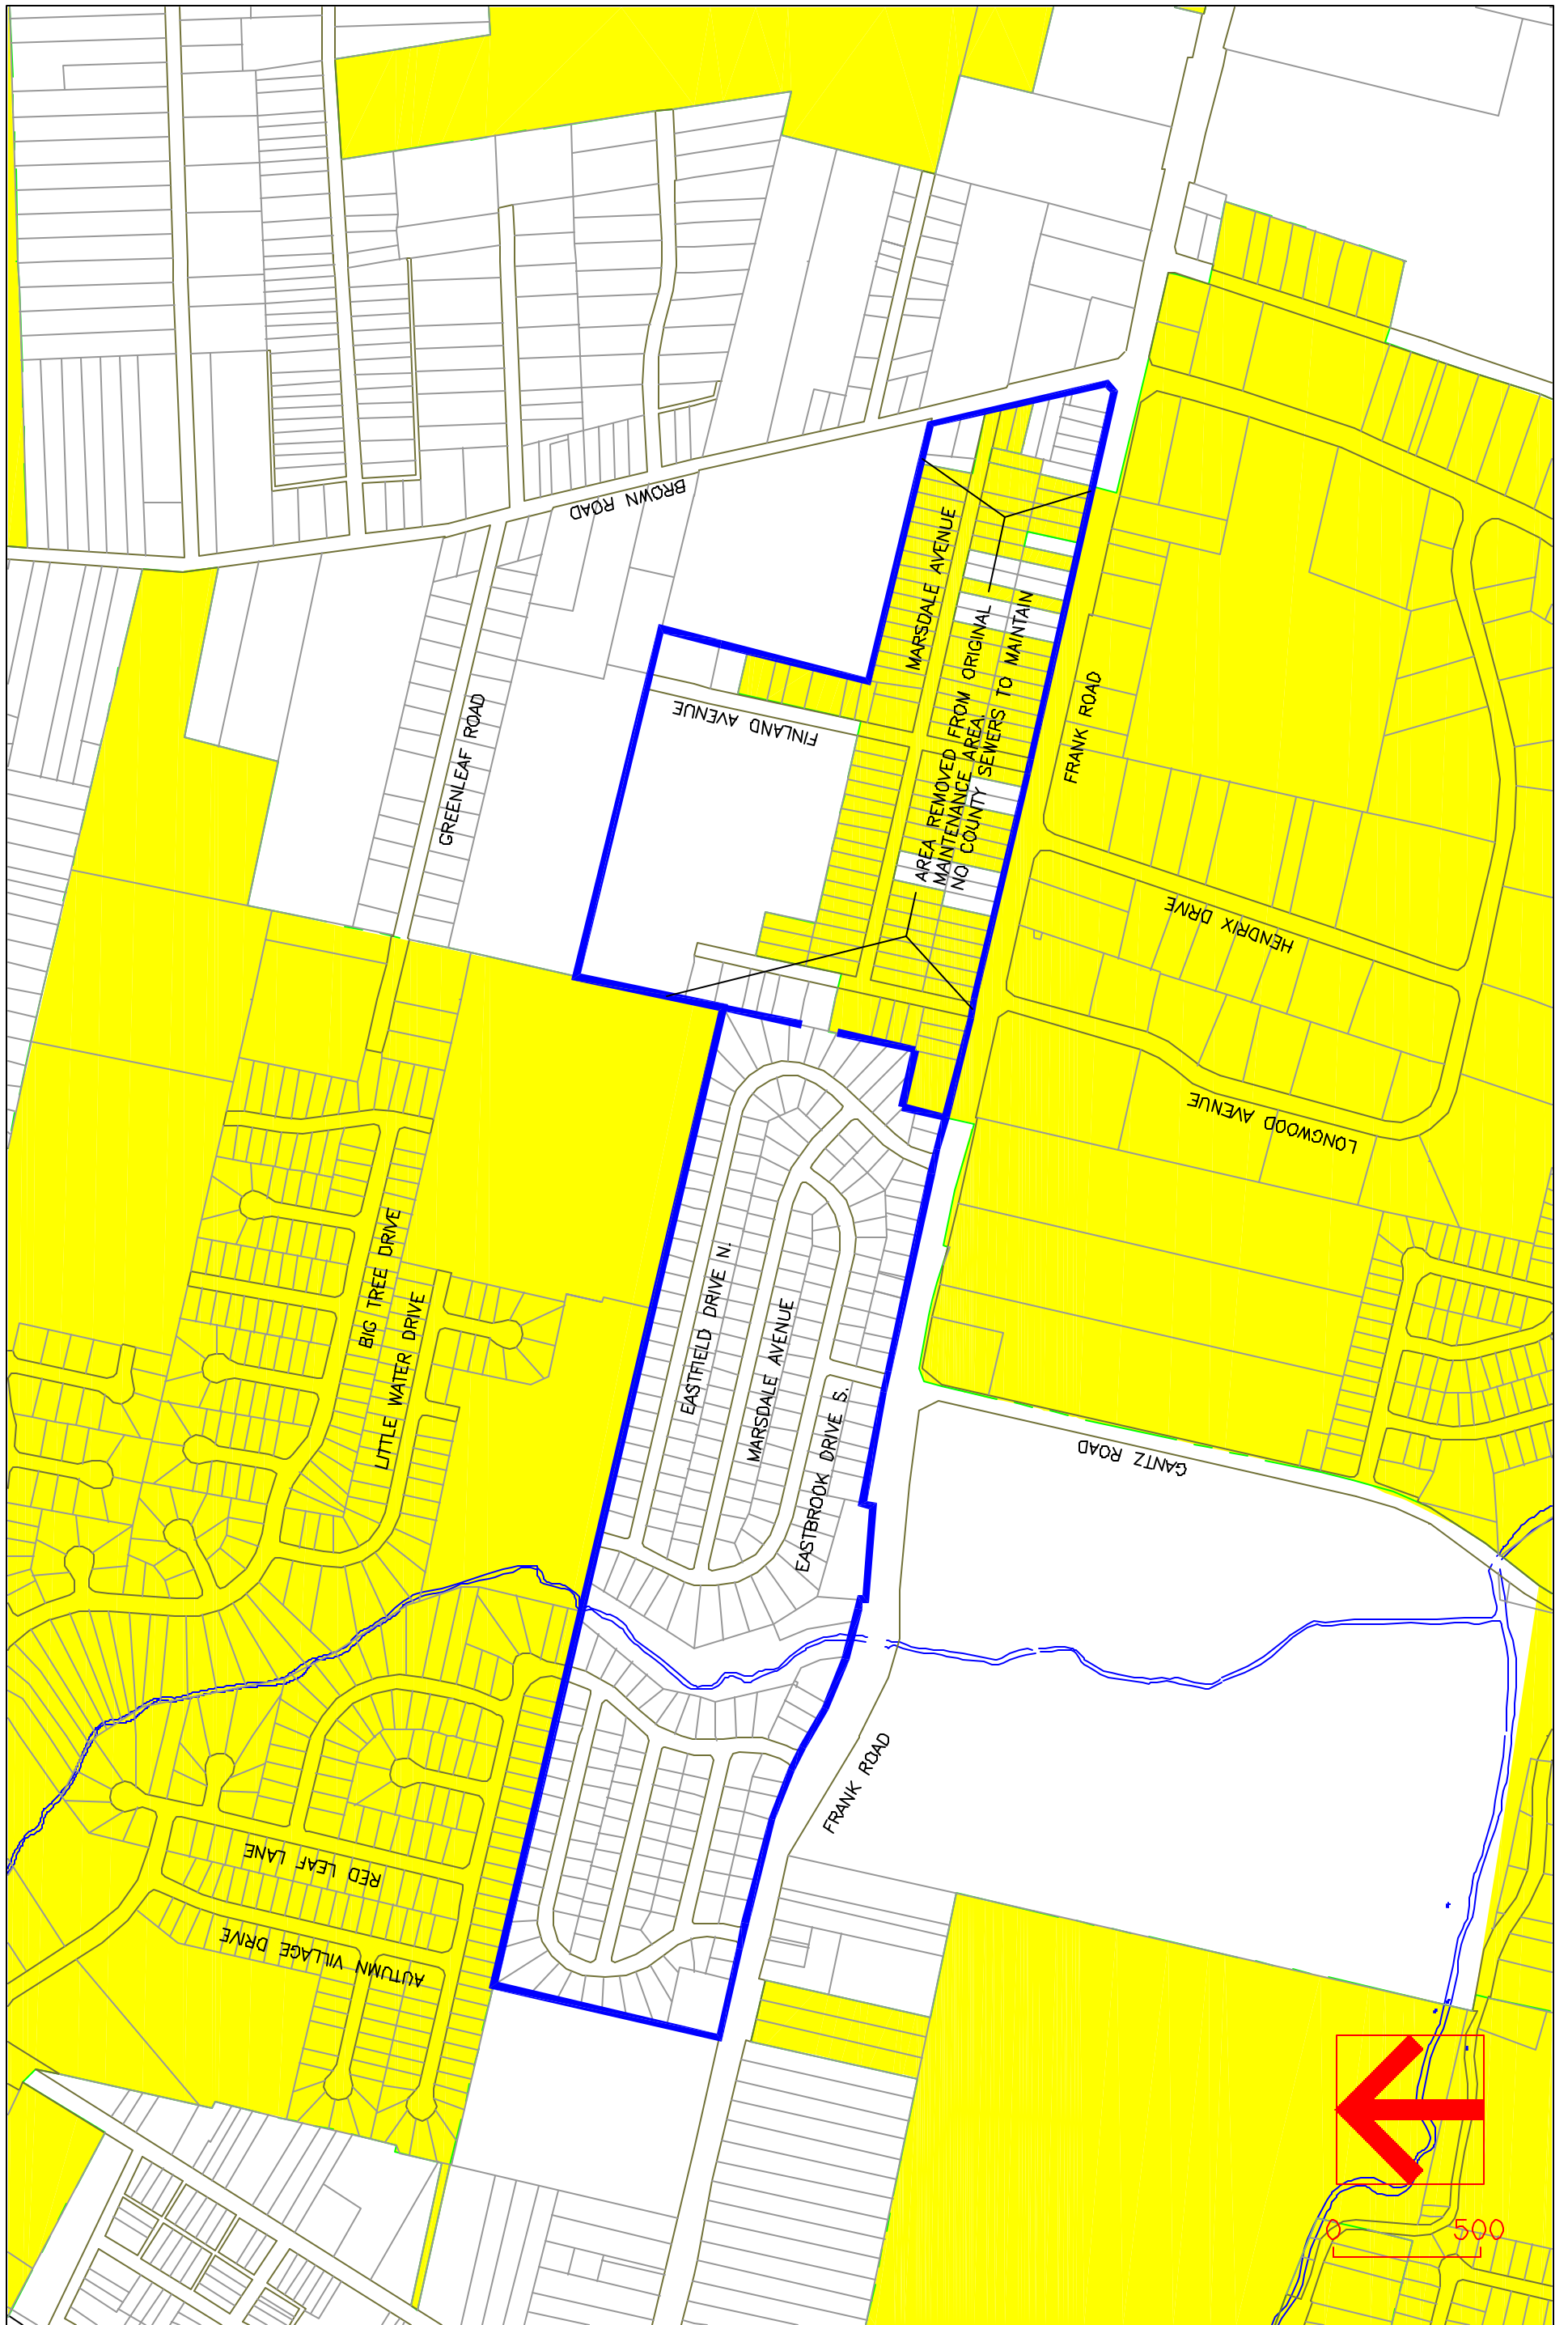 BROWN ROAD
MARSDALE AVENUE
AREA REMOVED FROM ORIGINAL
MAINTENANCE AREA.
NO COUNTY SEWERS TO MAINTAIN
FRANK ROAD
FINLAND AVENUE
GREENLEAF ROAD
HENDRIX DRIVE
LONGWOOD AVENUE
BIG TREE DRIVE
LITTLE WATER DRIVE
EASTFIELD DRIVE N.
MARSDALE AVENUE
EASTBROOK DRIVE S.
GANTZ ROAD
FRANK ROAD
RED LEAF LANE
AUTUMN VILLAGE DRIVE
0 500